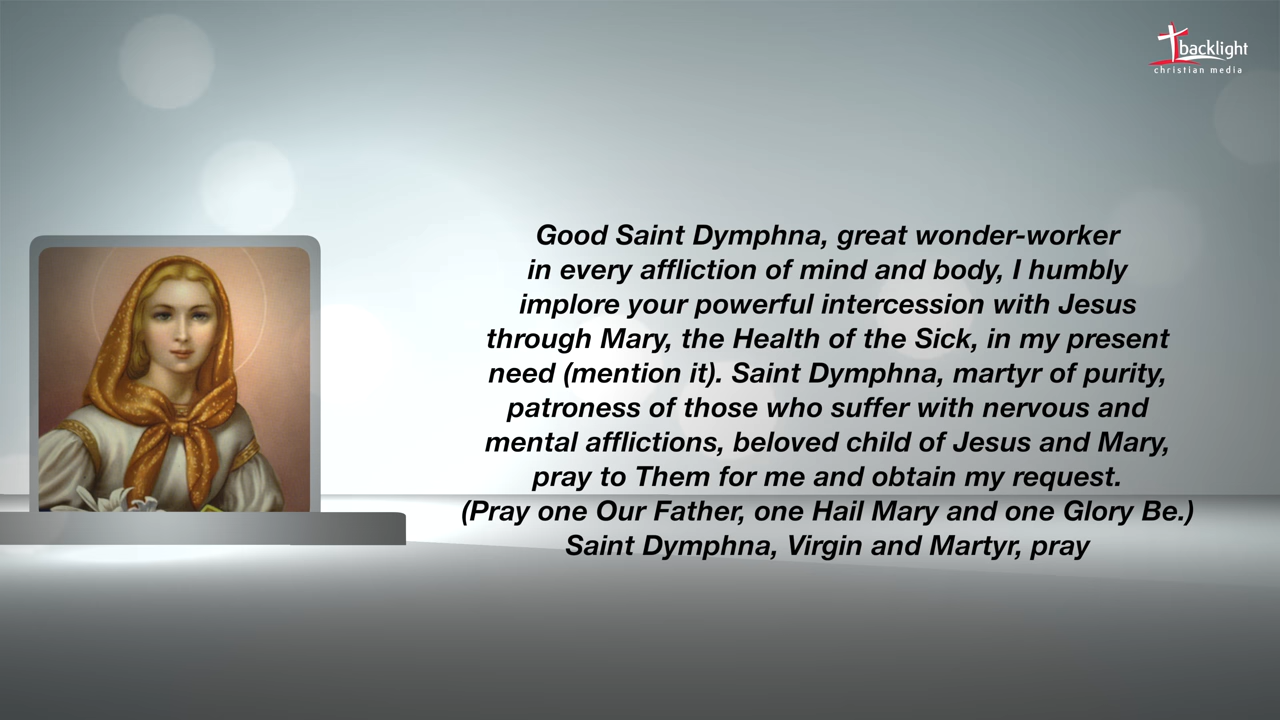 backlight
christian media
Good Saint Dymphna, great wonder-worker
in every affliction of mind and body, I humbly
implore your powerful intercession with Jesus
through Mary, the Health of the Sick, in my present
need (mention it). Saint Dymphna, martyr of purity,
patroness of those who suffer with nervous and
mental afflictions, beloved child of Jesus and Mary,
pray to Them for me and obtain my request.
(Pray one Our Father, one Hail Mary and one Glory Be.)
Saint Dymphna, Virgin and Martyr, pray